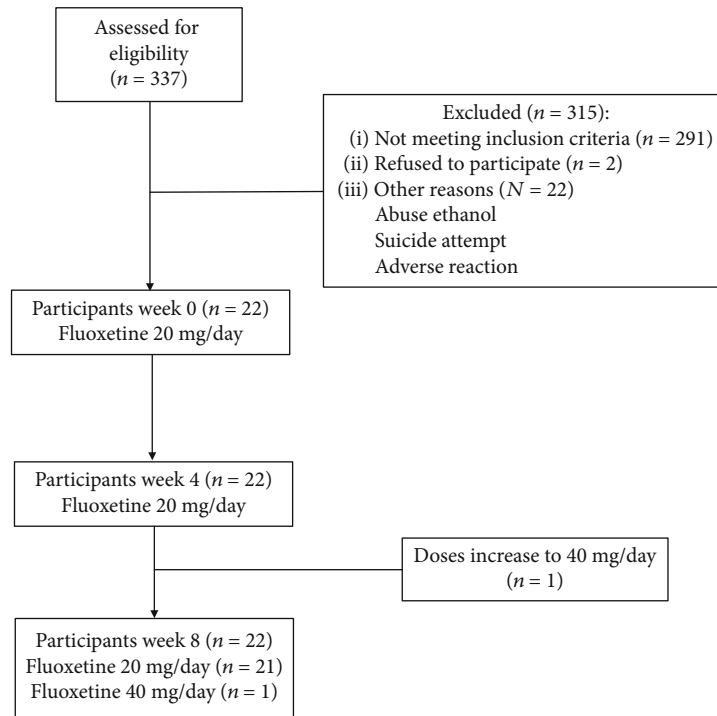 Assessed for
eligibility
(n = 337)
Excluded (n = 315):
(i) Not meeting inclusion criteria (n = 291)
(ii) Refused to participate (n = 2)
(iii) Other reasons (N = 22)
Abuse ethanol
Suicide attempt
Adverse reaction
Participants week 0 (n = 22)
Fluoxetine 20 mg/day
Participants week 4 (n = 22)
Fluoxetine 20 mg/day
Doses increase to 40 mg/day
(n = 1)
Participants week 8 (n = 22)
Fluoxetine 20 mg/day (n = 21)
Fluoxetine 40 mg/day (n = 1)